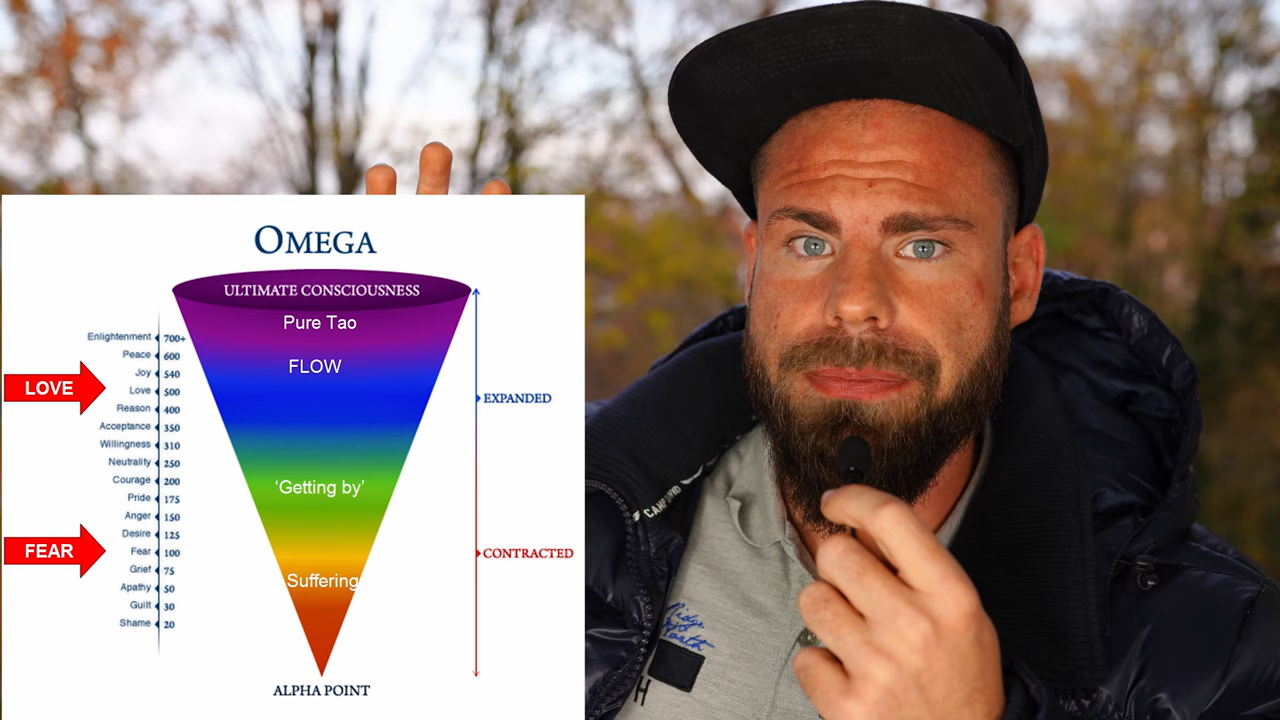 OMEGA
ULTIMATE CONSCIOUSNESS
Pure Tao
FLOW
'Getting by'
Suffering
ALPHA POINT
Enlightenment 700+
Peace 600
Joy 540
Love 500
Reason 400
Acceptance 350
Willingness 310
Neutrality 250
Courage 200
Pride 175
Anger 150
Desire 125
Fear 100
Grief 75
Apathy 50
Guilt 30
Shame 20
LOVE
FEAR
EXPANDED
CONTRACTED
CAMP
H